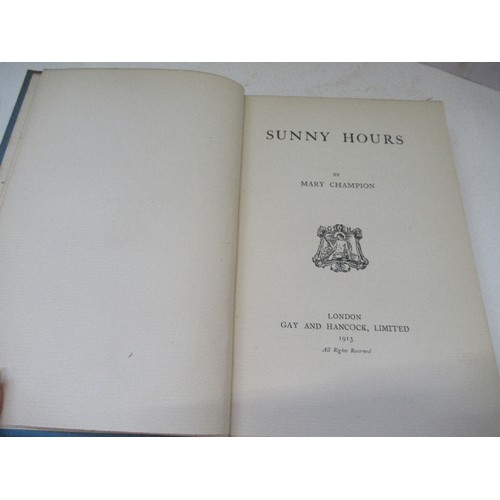 SUNNY HOURS
BY
MARY CHAMPION
G H
LONDON
GAY AND HANCOCK, LIMITED
1913
All Rights Reserved